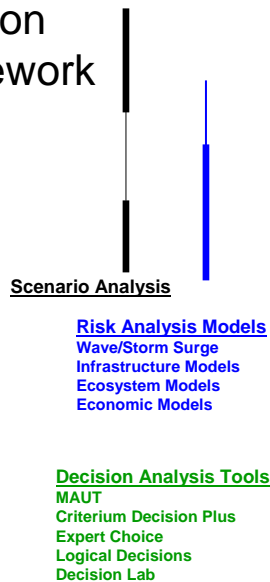 on
ework
Scenario Analysis
Risk Analysis Models
Wave/Storm Surge
Infrastructure Models
Ecosystem Models
Economic Models
Decision Analysis Tools
MAUT
Criterium Decision Plus
Expert Choice
Logical Decisions
Decision Lab